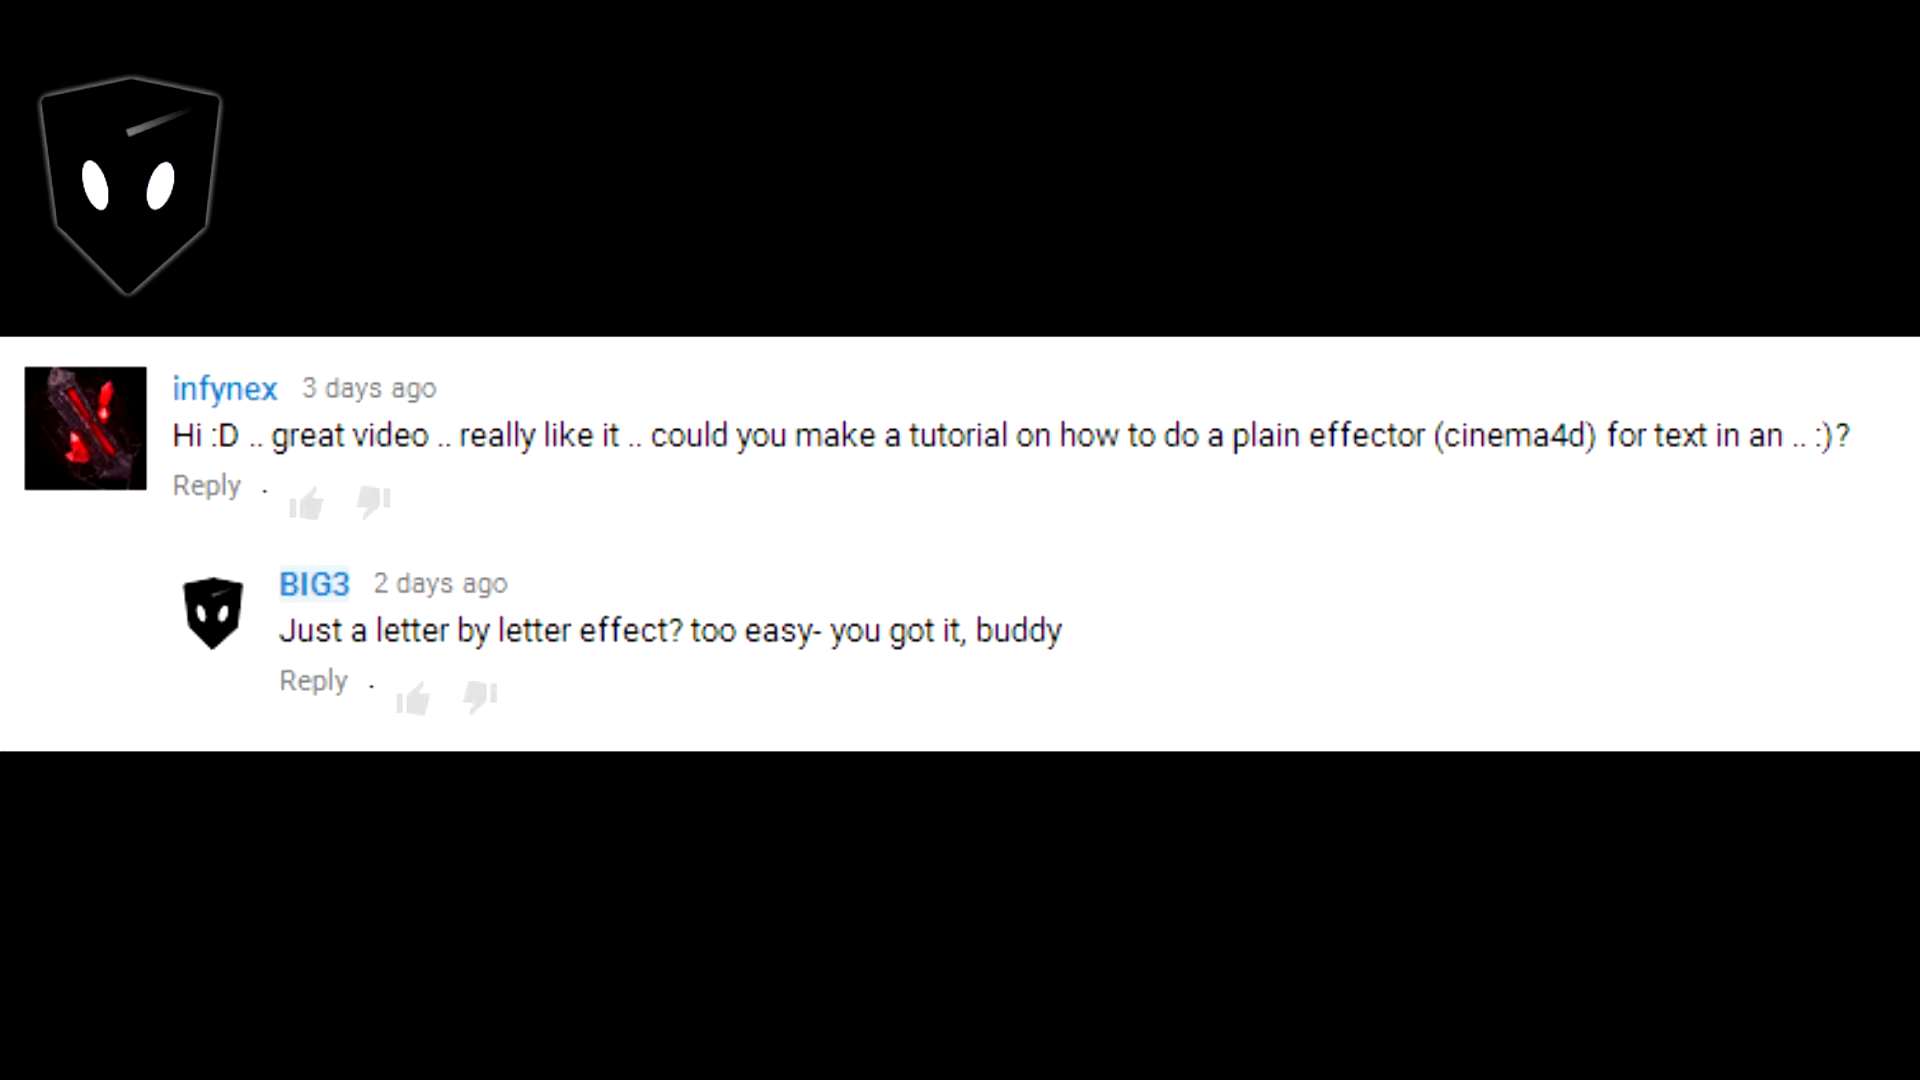 infynex 3 days ago
Hi :D .. great video .. really like it .. could you make a tutorial on how to do a plain effector (cinema4d) for text in an .. :)?
Reply .
BIG3 2 days ago
Just a letter by letter effect? too easy- you got it, buddy
Reply .